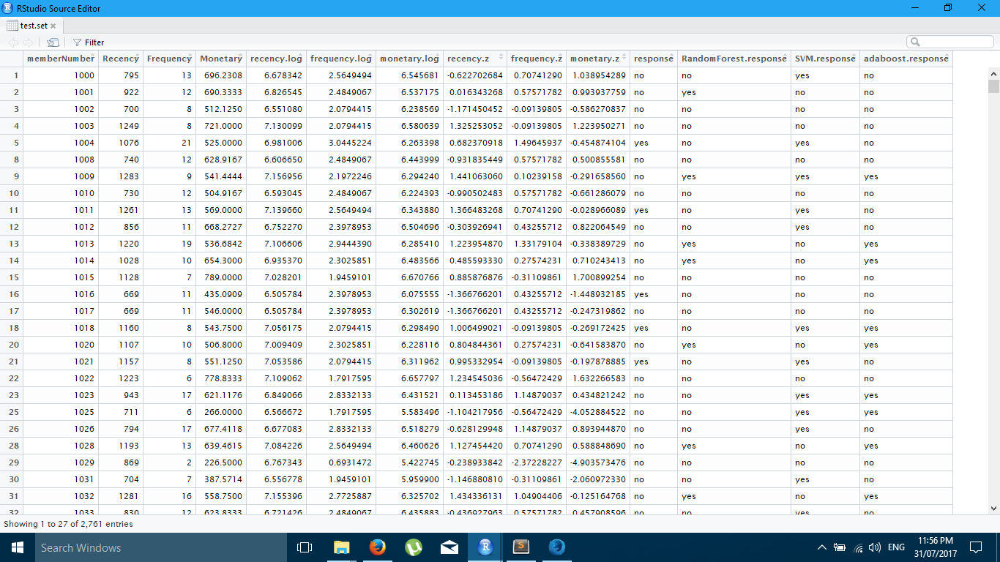 RStudio Source Editor
test.set
Filter
memberNumber Recency Frequency Monetary recency.log frequency.log monetary.log recency.z frequency.z monetary.z response RandomForest.response SVM.response adaboost.response
1 1000 795 13 696.2308 6.678342 2.5649494 6.545681 -0.622702684 0.70741290 1.038954289 no no yes no
2 1001 922 12 690.3333 6.826545 2.4849067 6.537175 0.016343268 0.57571782 0.993937759 no yes no no
3 1002 700 8 512.1250 6.551080 2.0794415 6.238569 -1.171450452 -0.09139805 -0.586270837 no no no no
4 1003 1249 8 721.0000 7.130099 2.0794415 6.580639 1.325253052 -0.09139805 1.223950271 no no no no
5 1004 1076 21 525.0000 6.981006 3.0445224 6.263398 0.682370918 1.49645937 -0.454874104 yes no yes no
8 1008 740 12 628.9167 6.606650 2.4849067 6.443999 -0.931835449 0.57571782 0.500855581 no no no no
9 1009 1283 9 541.4444 7.156956 2.1972246 6.294240 1.441063060 0.10239158 -0.291658560 no yes yes yes
10 1010 730 12 504.9167 6.593045 2.4849067 6.224393 -0.990502483 0.57571782 -0.661286079 no no no no
11 1011 1261 13 569.0000 7.139660 2.5649494 6.343880 1.366483268 0.70741290 -0.028966089 yes no yes no
12 1012 856 11 668.2727 6.752270 2.3978953 6.504696 -0.303926941 0.43255712 0.822064549 no no yes no
13 1013 1220 19 536.6842 7.106606 2.9444390 6.285410 1.223954870 1.33179104 -0.338389729 no yes no yes
14 1014 1028 10 654.3000 6.935370 2.3025851 6.483566 0.485593330 0.27574231 0.710243413 no yes no yes
15 1015 1128 7 789.0000 7.028201 1.9459101 6.670766 0.885876876 -0.31109861 1.700899254 no no no no
16 1016 669 11 435.0909 6.505784 2.3978953 6.075555 -1.366766201 0.43255712 -1.448932185 yes no no no
17 1017 669 11 546.0000 6.505784 2.3978953 6.302619 -1.366766201 0.43255712 -0.247319862 no no no no
18 1018 1160 8 543.7500 7.056175 2.0794415 6.298490 1.006499021 -0.09139805 -0.269172425 yes no yes yes
20 1020 1107 10 506.8000 7.009409 2.3025851 6.228116 0.804844361 0.27574231 -0.641583870 no yes no yes
21 1021 1157 8 551.1250 7.053586 2.0794415 6.311962 0.995332954 -0.09139805 -0.197878885 yes no yes no
22 1022 1223 6 778.8333 7.109062 1.7917595 6.657797 1.234545036 -0.56472429 1.632266583 no no no no
23 1023 943 17 621.1176 6.849066 2.8332133 6.431521 0.113453186 1.14879037 0.434821242 no no yes yes
25 1025 711 6 266.0000 6.566672 1.7917595 5.583496 -1.104217956 -0.56472429 -4.052884522 no no yes yes
26 1026 794 17 677.4118 6.677083 2.8332133 6.518279 -0.628129948 1.14879037 0.893944870 no no yes no
28 1028 1193 13 639.4615 7.084226 2.5649494 6.460626 1.127454420 0.70741290 0.588848690 no yes no yes
29 1029 869 2 226.5000 6.767343 0.6931472 5.422745 -0.238933842 -2.37228227 -4.903573476 no no no no
30 1031 704 7 387.5714 6.556778 1.9459101 5.959900 -1.146880810 -0.31109861 -2.060972330 no no yes no
31 1032 1281 16 558.7500 7.155396 2.7725887 6.325702 1.434336131 1.04904406 -0.125164768 no yes no yes
32 1033 830 12 623.8333 6.721426 2.4849067 6.435883 -0.436927963 0.57571782 0.457908596 no no yes no
Showing 1 to 27 of 2,761 entries
Search Windows
ENG
11:56 PM
31/07/2017